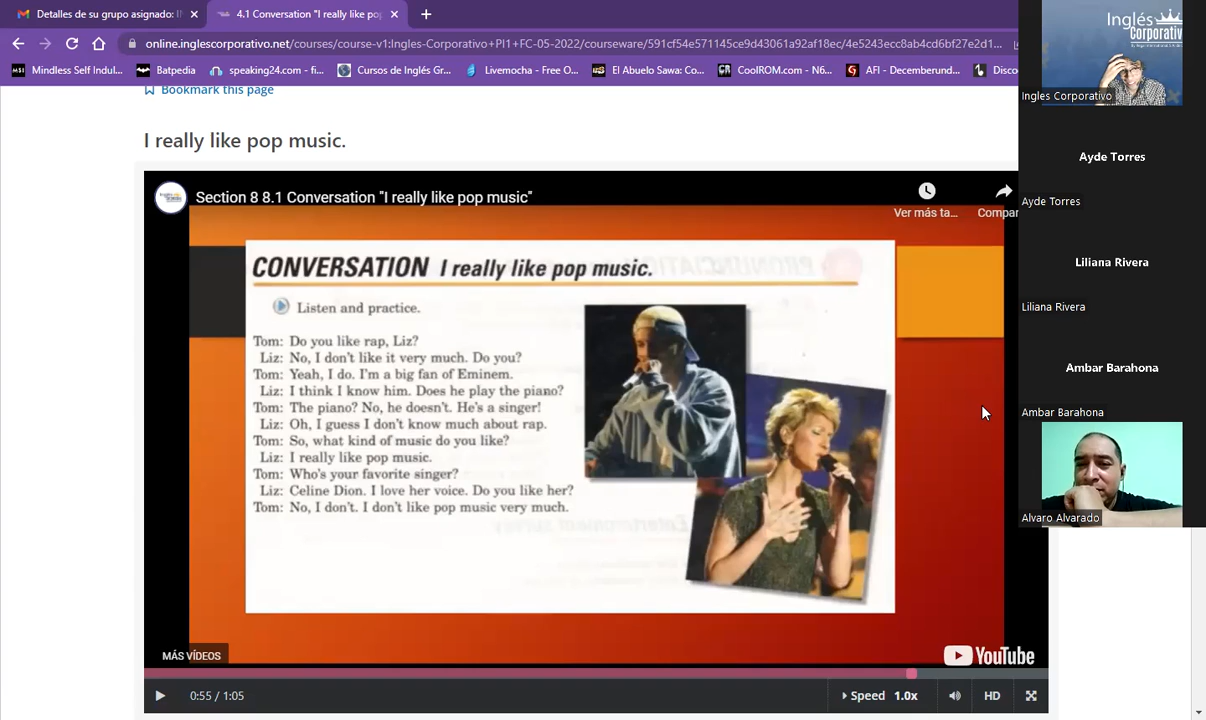 Detalles de su grupo asignado: I
4.1 Conversation "I really like po
online.inglescorporativo.net/courses/course-v1:Ingles-Corporativo+PI1+FC-05-2022/courseware/591cf54e571145ce9d43061a92af18ec/4e5243ecc8ab4cd6bf27e2d1...
Mindless Self Indul...
Batpedia
speaking24.com - fi...
Cursos de Inglés Gr...
Livemocha - Free O...
El Abuelo Sawa: Co...
CoolROM.com - N6...
AFI - Decemberund...
Disco
Bookmark this page
I really like pop music.
Section 8 8.1 Conversation "I really like pop music"
Ver más ta...
Compar
CONVERSATION I really like pop music.
Listen and practice.
Tom: Do you like rap, Liz?
Liz: No, I don't like it very much. Do you?
Tom: Yeah, I do. I'm a big fan of Eminem.
Liz: I think I know him. Does he play the piano?
Tom: The piano? No, he doesn't. He's a singer!
Liz: Oh, I guess I don't know much about rap.
Tom: So, what kind of music do you like?
Liz: I really like pop music.
Tom: Who's your favorite singer?
Liz: Celine Dion. I love her voice. Do you like her?
Tom: No, I don't. I don't like pop music very much.
MÁS VÍDEOS
YouTube
0:55 / 1:05
Speed 1.0x
HD
Inglés
Corporativo
Ingles Corporativo
Ayde Torres
Ayde Torres
Liliana Rivera
Liliana Rivera
Ambar Barahona
Ambar Barahona
Alvaro Alvarado